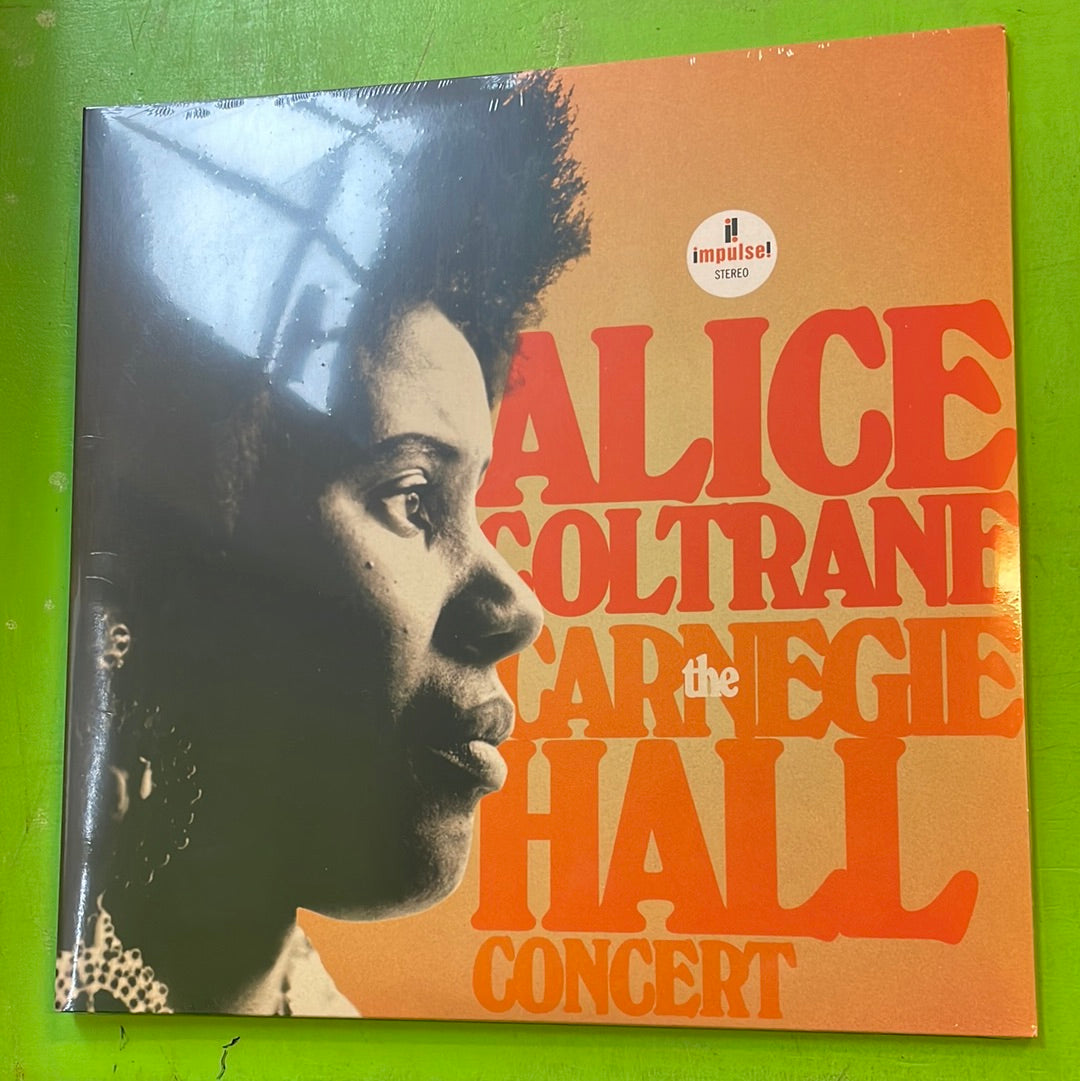 impulse!
STEREO
ALICE
COLTRANE
the
CARNEGIE
HALL
CONCERT